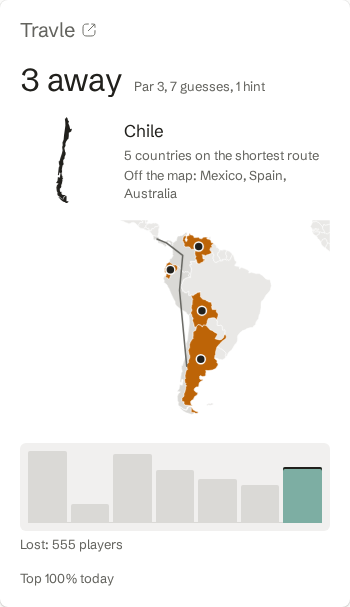 Travle
3 away Par 3, 7 guesses, 1 hint
Chile
5 countries on the shortest route
Off the map: Mexico, Spain,
Australia
Lost: 555 players
Top 100% today